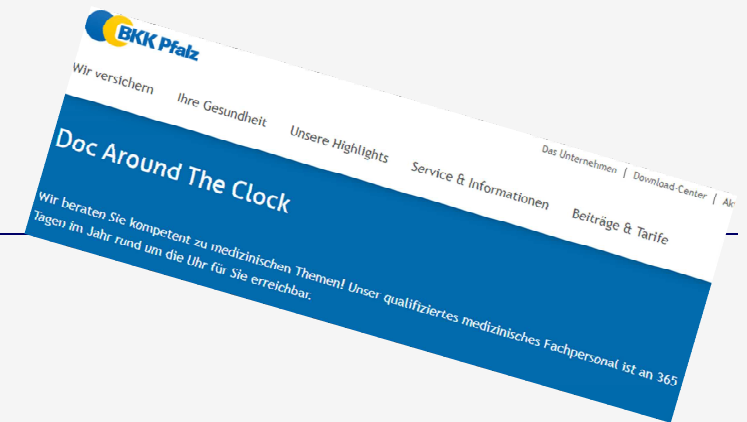 BKK Pfalz
Das Unternehmen | Download-Center |
Wir versichern Ihre Gesundheit Unsere Highlights Service & Informationen Beiträge & Tarife
Doc Around The Clock
Wir beraten Sie kompetent zu medizinischen Themen! Unser qualifiziertes medizinisches Fachpersonal ist an 365
Tagen im Jahr rund um die Uhr für Sie erreichbar.